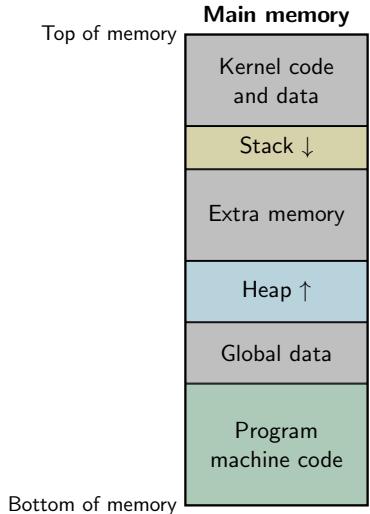 Main memory
Top of memory
Kernel code
and data
Stack ↓
Extra memory
Heap ↑
Global data
Program
machine code
Bottom of memory